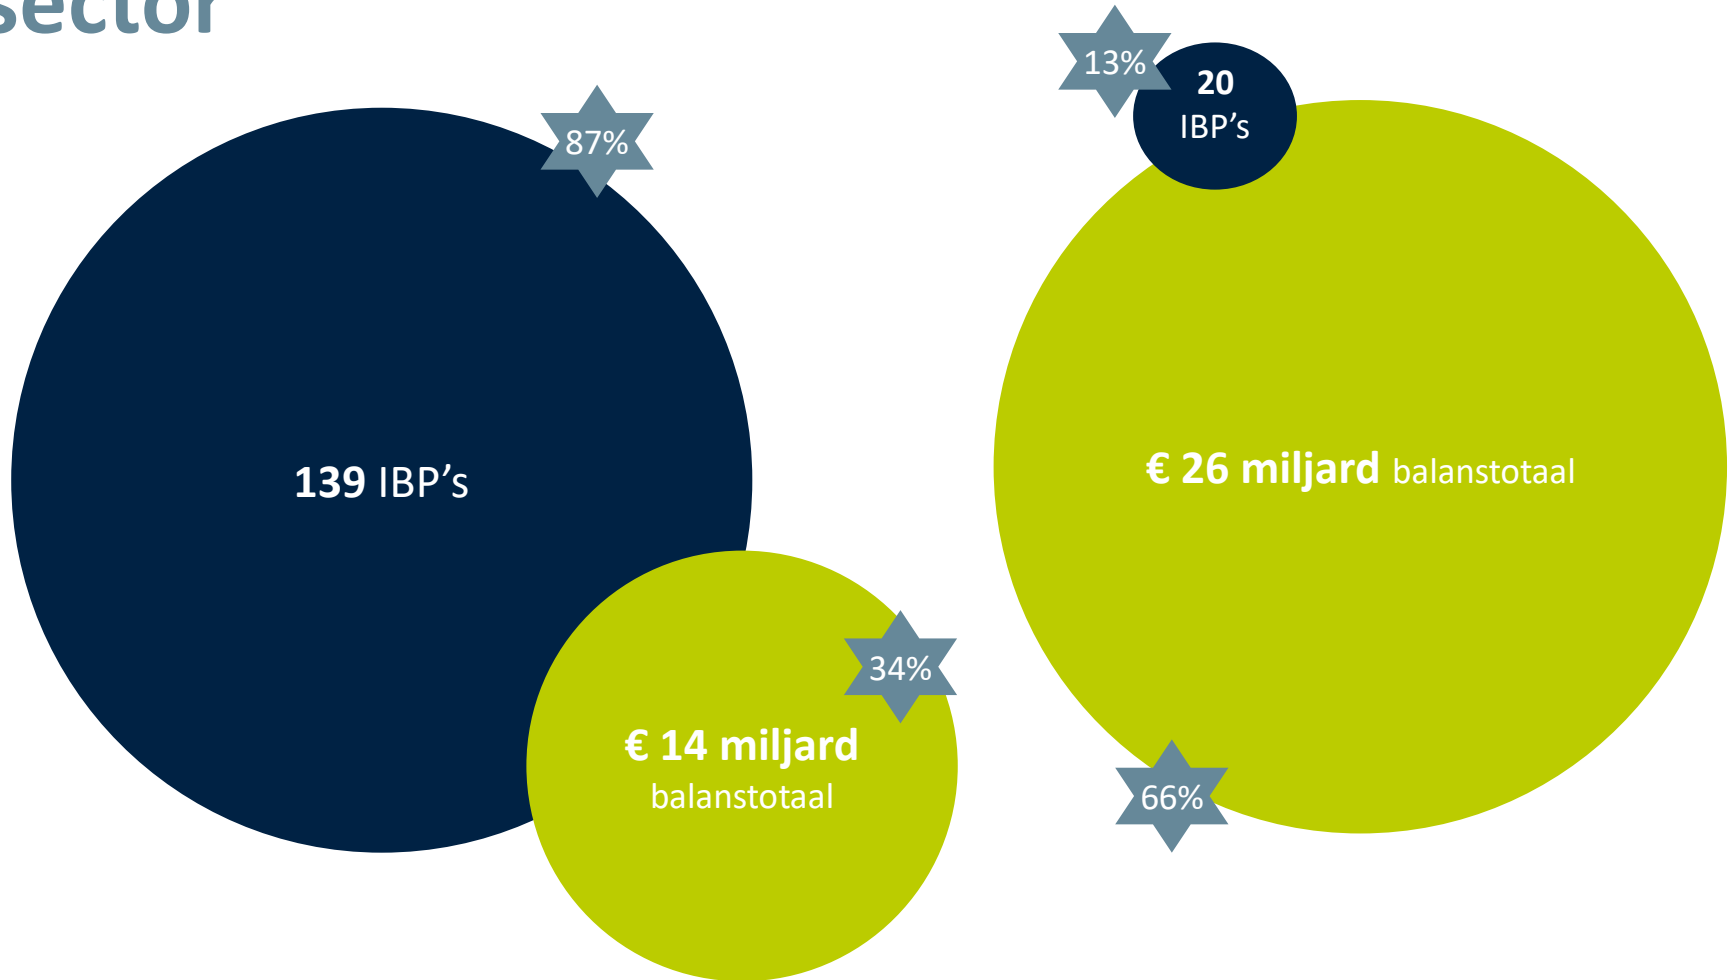 sector
87%
139 IBP’s
34%
€ 14 miljard
balanstotaal
13%
20
IBP’s
€ 26 miljard balanstotaal
66%